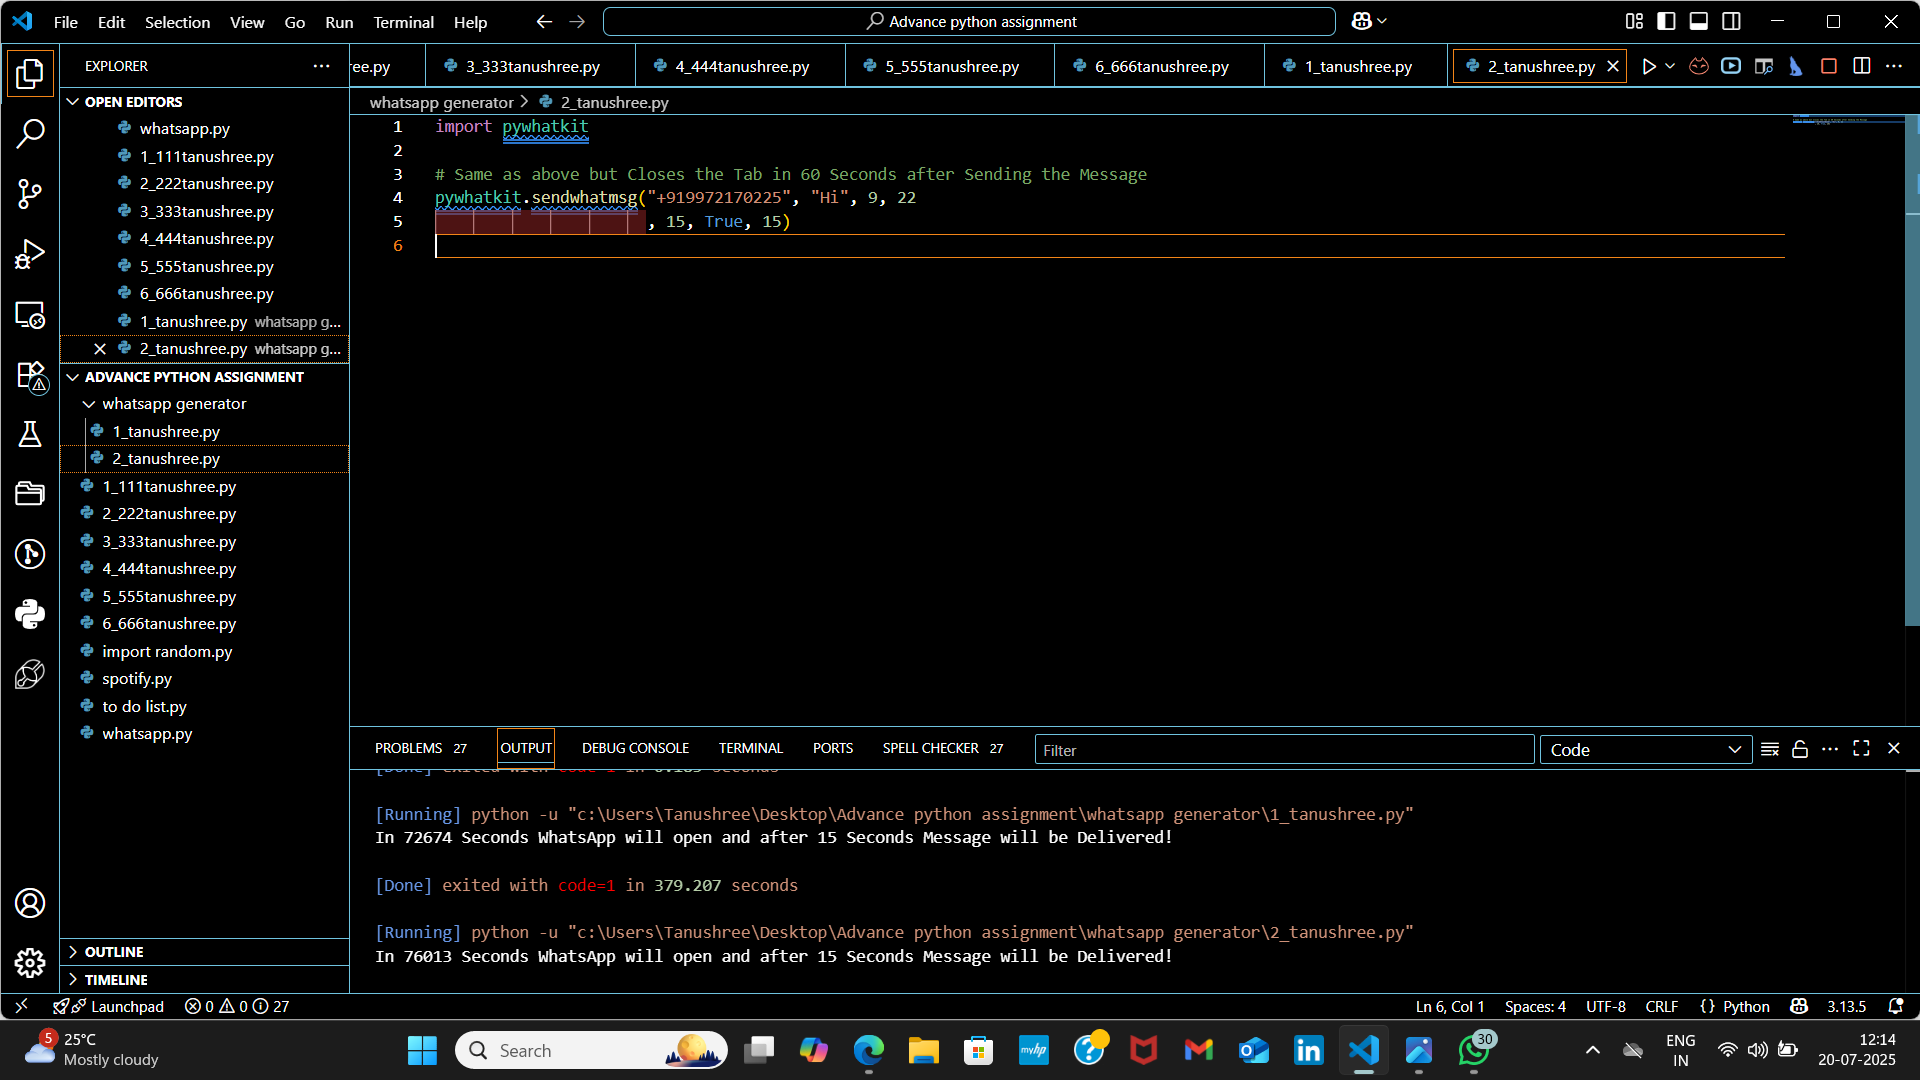 File Edit Selection View Go Run Terminal Help
Advance python assignment
EXPLORER
ree.py 3_333tanushree.py 4_444tanushree.py 5_555tanushree.py 6_666tanushree.py 1_tanushree.py 2_tanushree.py
whatsapp generator > 2_tanushree.py
OPEN EDITORS
whatsapp.py
1_111tanushree.py
2_222tanushree.py
3_333tanushree.py
4_444tanushree.py
5_555tanushree.py
6_666tanushree.py
1_tanushree.py whatsapp g...
2_tanushree.py whatsapp g...
ADVANCE PYTHON ASSIGNMENT
whatsapp generator
1_tanushree.py
2_tanushree.py
1_111tanushree.py
2_222tanushree.py
3_333tanushree.py
4_444tanushree.py
5_555tanushree.py
6_666tanushree.py
import random.py
spotify.py
to do list.py
whatsapp.py
OUTLINE
TIMELINE
1 import pywhatkit
2
3 # Same as above but Closes the Tab in 60 Seconds after Sending the Message
4 pywhatkit.sendwhatmsg("+919972170225", "Hi", 9, 22
5 , 15, True, 15)
6
PROBLEMS 27 OUTPUT DEBUG CONSOLE TERMINAL PORTS SPELL CHECKER 27 Filter Code
[Done] exited with code=1 in 0.183 seconds
[Running] python -u "c:\Users\Tanushree\Desktop\Advance python assignment\whatsapp generator\1_tanushree.py"
In 72674 Seconds WhatsApp will open and after 15 Seconds Message will be Delivered!
[Done] exited with code=1 in 379.207 seconds
[Running] python -u "c:\Users\Tanushree\Desktop\Advance python assignment\whatsapp generator\2_tanushree.py"
In 76013 Seconds WhatsApp will open and after 15 Seconds Message will be Delivered!
Launchpad 0 0 27 Ln 6, Col 1 Spaces: 4 UTF-8 CRLF {} Python 3.13.5
5 25°C
Mostly cloudy
Search
myhp
30
ENG
IN
12:14
20-07-2025